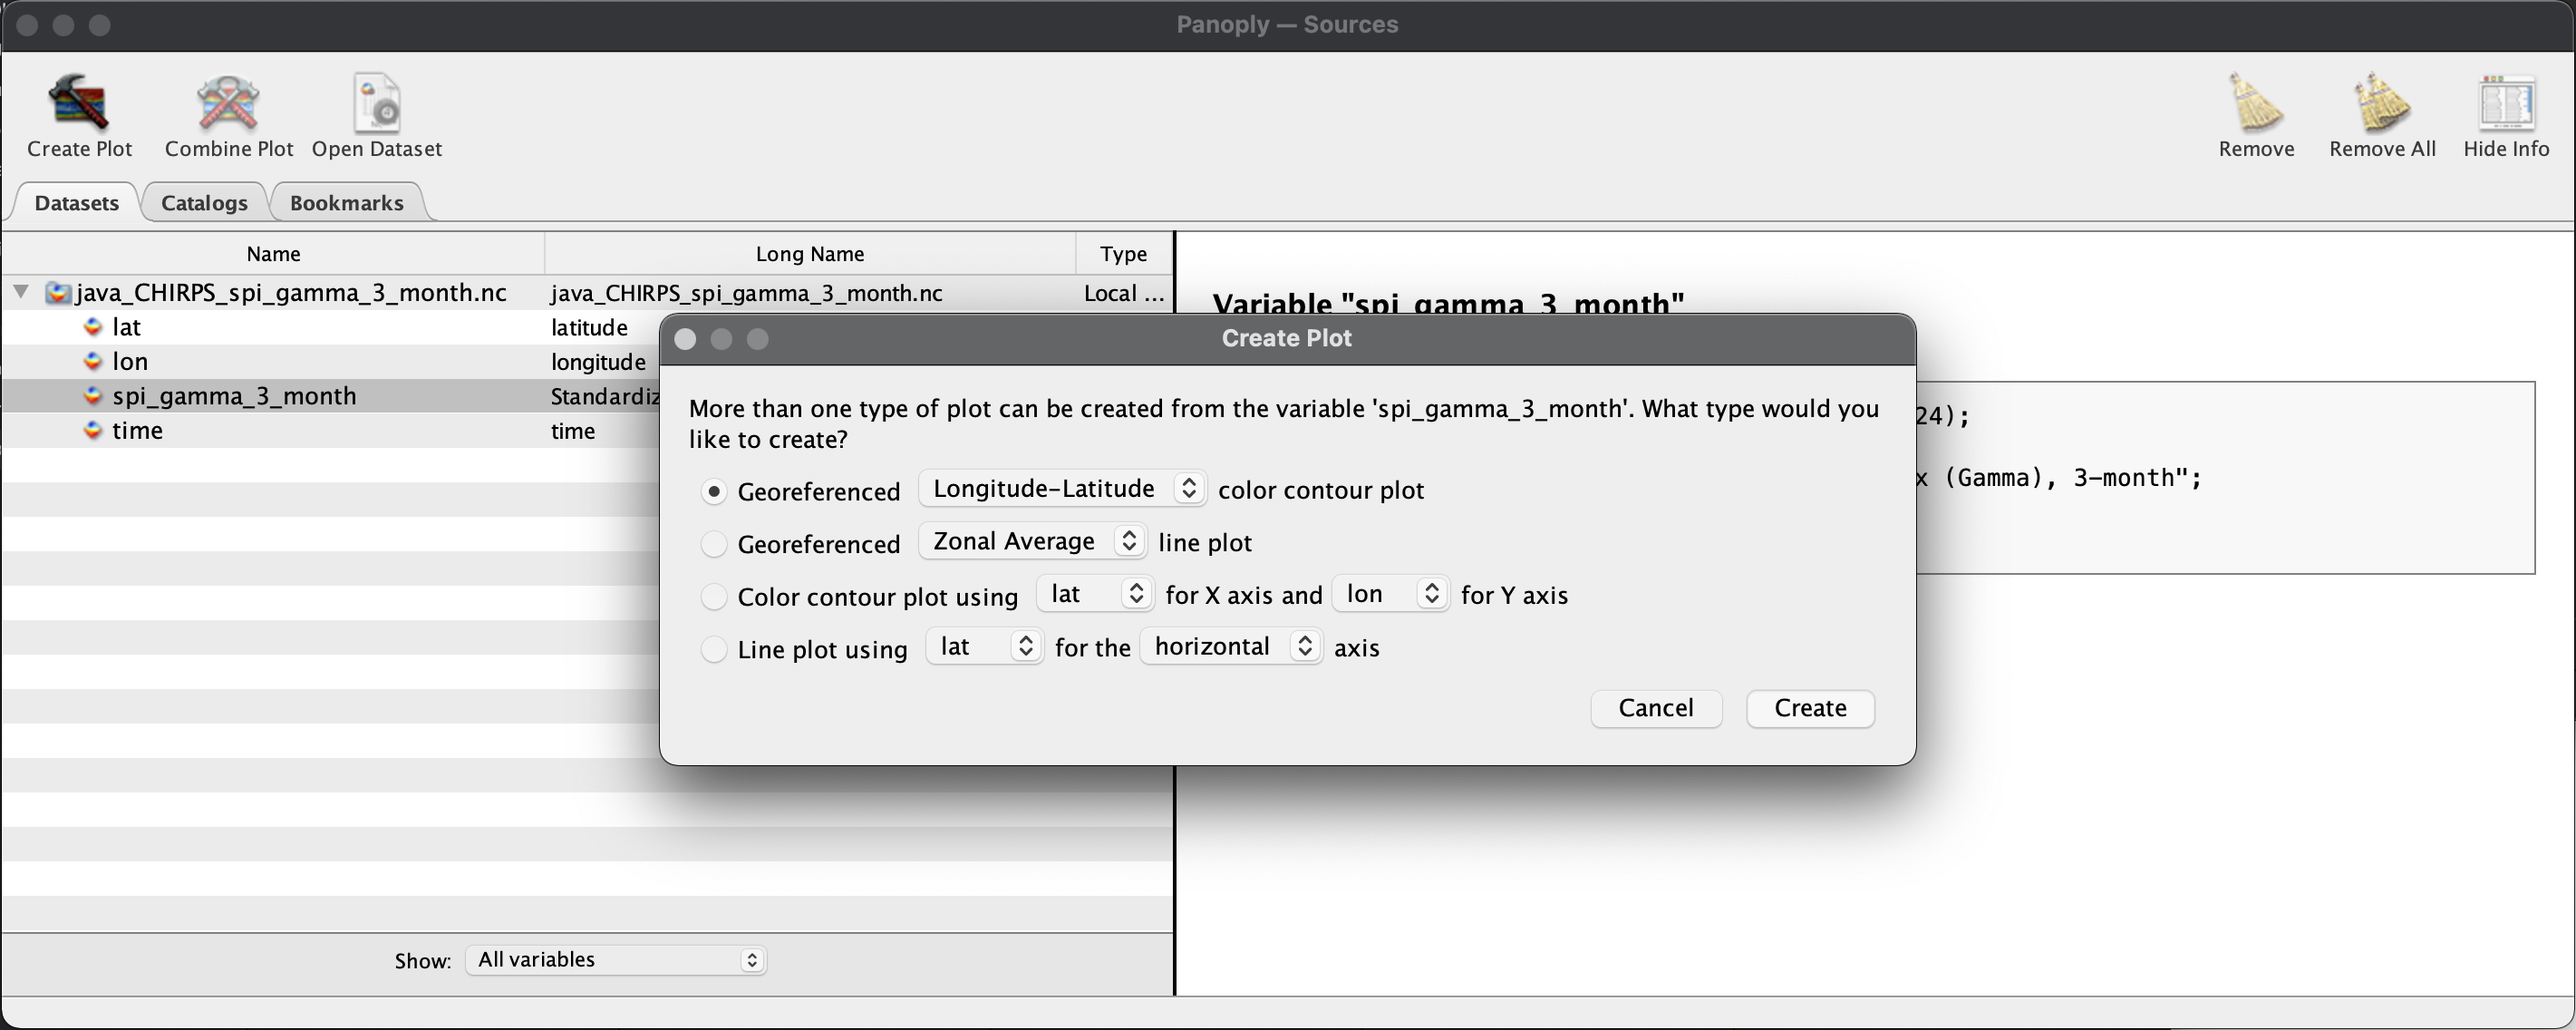 Panoply — Sources
Create Plot
Combine Plot
Open Dataset
Remove
Remove All
Hide Info
Datasets
Catalogs
Bookmarks
Name
Long Name
Type
java_CHIRPS_spi_gamma_3_month.nc
java_CHIRPS_spi_gamma_3_month.nc
Local ...
lat
latitude
lon
longitude
spi_gamma_3_month
Standardiz
time
time
Show: All variables
Variable "spi_gamma_3_month"
24);
x (Gamma), 3-month";
Create Plot
More than one type of plot can be created from the variable 'spi_gamma_3_month'. What type would you
like to create?
Georeferenced Longitude-Latitude color contour plot
Georeferenced Zonal Average line plot
Color contour plot using lat for X axis and lon for Y axis
Line plot using lat for the horizontal axis
Cancel
Create